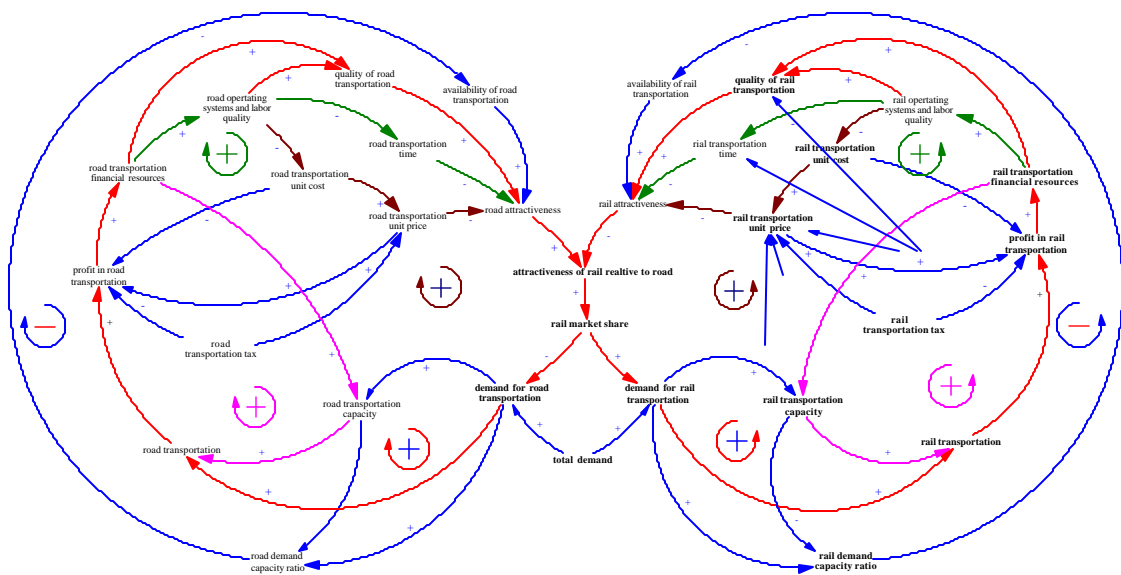 quality of road
transportation
availability of road
transportation
road operating
systems and labor
quality
road transportation
time
road transportation
financial resources
road transportation
unit cost
road transportation
unit price
road attractiveness
profit in road
transportation
road
transportation tax
road transportation
capacity
road transportation
demand for road
transportation
road demand
capacity ratio
attractiveness of rail realtive to road
rail market share
total demand
demand for rail
transportation
availability of rail
transportation
quality of rail
transportation
rail operating
systems and labor
quality
rial transportation
time
rail transportation
unit cost
rail transportation
financial resources
rail attractiveness
rail transportation
unit price
profit in rail
transportation
rail
transportation tax
rail transportation
capacity
rail transportation
rail demand
capacity ratio